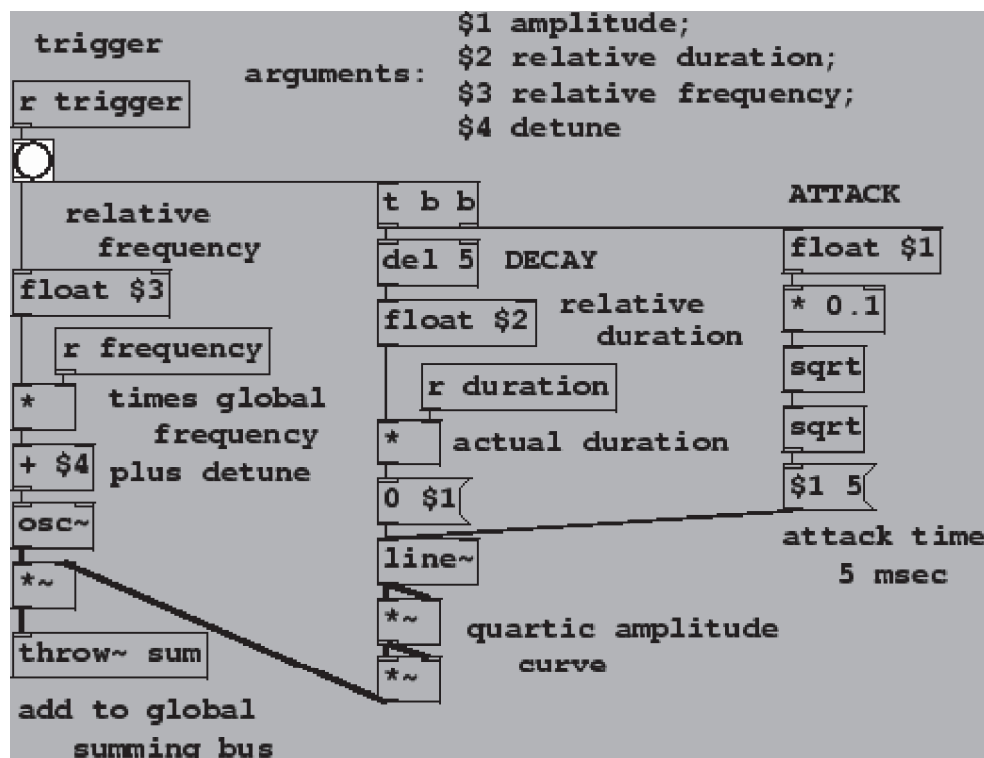 trigger
arguments:
$1 amplitude;
$2 relative duration;
$3 relative frequency;
$4 detune
r trigger
t b b
ATTACK
relative
frequency
del 5
DECAY
float $1
float $3
float $2
relative
duration
* 0.1
r frequency
r duration
sqrt
*
times global
frequency
*
actual duration
sqrt
+ $4
plus detune
0 $1
$1 5
osc~
line~
attack time
5 msec
*~
*~
quartic amplitude
curve
throw~ sum
*~
add to global
summing bus